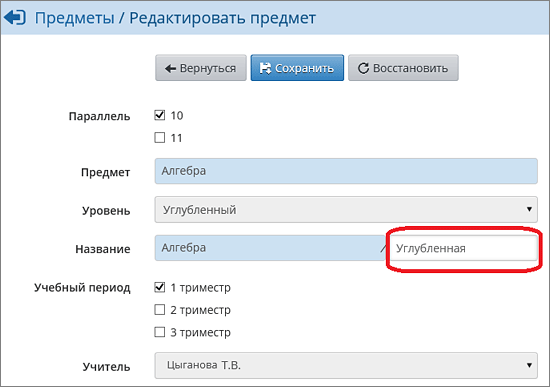 Предметы / Редактировать предмет
Вернуться Сохранить Восстановить
Параллель 10
11
Предмет Алгебра
Уровень Углубленный
Название Алгебра / Углубленная
Учебный период 1 триместр
2 триместр
3 триместр
Учитель Цыганова Т.В.